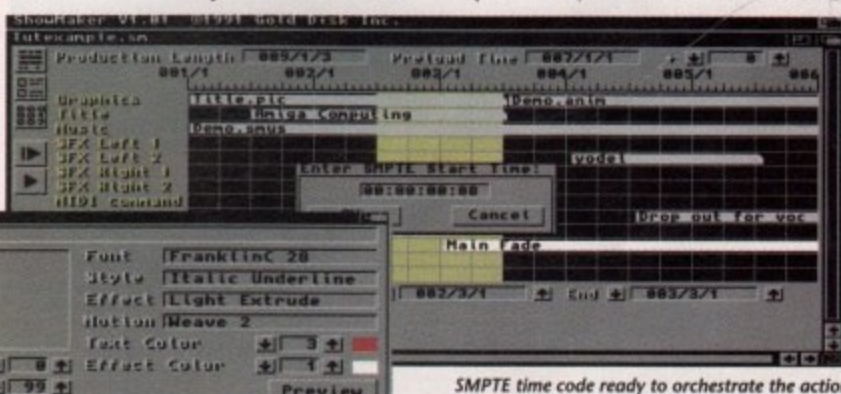 ShowMaker V1.01 ©1991 Gold Disk Inc.
Tutexample.sm
Production Length 009/1/3 Preload Time 007/1/1 + 0
001/1 002/1 003/1 004/1 005/1 006
Graphics Title.pic Demo.anim
Title Amiga Computing
Music Demo.smus
SFX Left 1
SFX Left 2 yodel
SFX Right 1 Enter SMPTE Start Time:
SFX Right 2 00:00:00:00
MIDI command Cancel Drop out for voc
Main Fade
002/3/1 End 003/3/1
Font FranklinC 28
Style Italic Underline
Effect Light Extrude
Motion Weave 2
Text Color 3
0 Effect Color 1
99 Preview
SMPTE time code ready to orchestrate the action